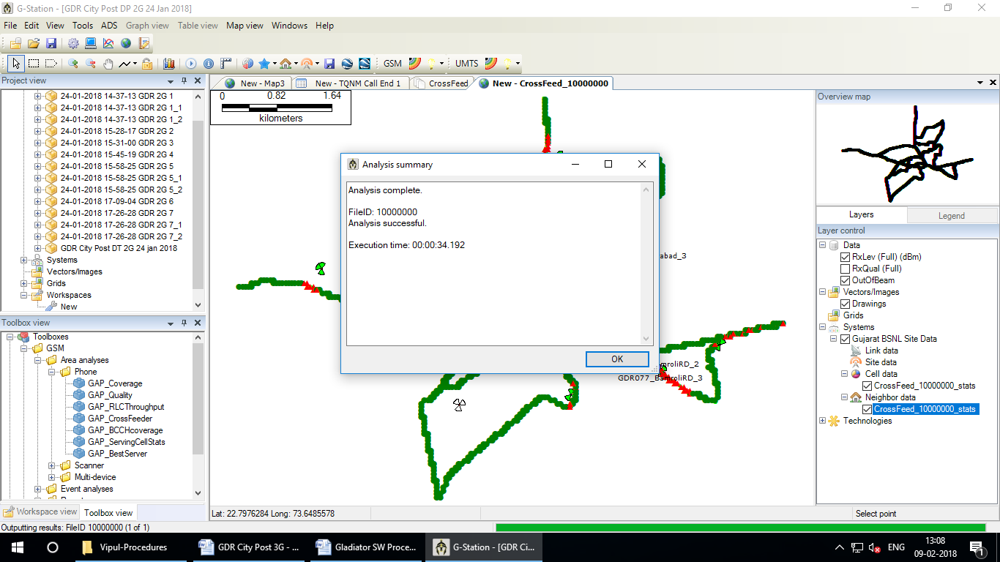 G-Station - [GDR City Post DP 2G 24 Jan 2018]
File Edit View Tools ADS Graph view Table view Map view Windows Help
GSM UMTS
Project view
24-01-2018 14-37-13 GDR 2G 1
24-01-2018 14-37-13 GDR 2G 1_1
24-01-2018 14-37-13 GDR 2G 1_2
24-01-2018 15-28-17 GDR 2G 2
24-01-2018 15-31-00 GDR 2G 3
24-01-2018 15-45-19 GDR 2G 4
24-01-2018 15-58-25 GDR 2G 5
24-01-2018 15-58-25 GDR 2G 5_1
24-01-2018 15-58-25 GDR 2G 5_2
24-01-2018 17-09-04 GDR 2G 6
24-01-2018 17-26-28 GDR 2G 7
24-01-2018 17-26-28 GDR 2G 7_1
24-01-2018 17-26-28 GDR 2G 7_2
GDR City Post DT 2G 24 jan 2018
Systems
Vectors/Images
Grids
Workspaces
New
Toolbox view
Toolboxes
GSM
Area analyses
Phone
GAP_Coverage
GAP_Quality
GAP_RLCThroughput
GAP_CrossFeeder
GAP_BCCHcoverage
GAP_ServingCellStats
GAP_BestServer
Scanner
Multi-device
Event analyses
Workspace view Toolbox view
New - Map3 New - TQNM Call End 1 CrossFeed New - CrossFeed_10000000
0 0.82 1.64
kilometers
Analysis summary
Analysis complete.
FileID: 10000000
Analysis successful.
Execution time: 00:00:34.192
OK
abad_3
mroliRD_2
GDR077_BamroliRD_3
Overview map
Layers Legend
Layer control
Data
RxLev (Full) (dBm)
RxQual (Full)
OutOfBeam
Vectors/Images
Drawings
Grids
Systems
Gujarat BSNL Site Data
Link data
Site data
Cell data
CrossFeed_10000000_stats
Neighbor data
CrossFeed_10000000_stats
Technologies
Lat: 22.7976284 Long: 73.6485578
Select point
Outputting results: FileID 10000000 (1 of 1)
Vipul-Procedures GDR City Post 3G - ... Gladiator SW Proce... G-Station - [GDR Ci... ENG 13:08
09-02-2018
1